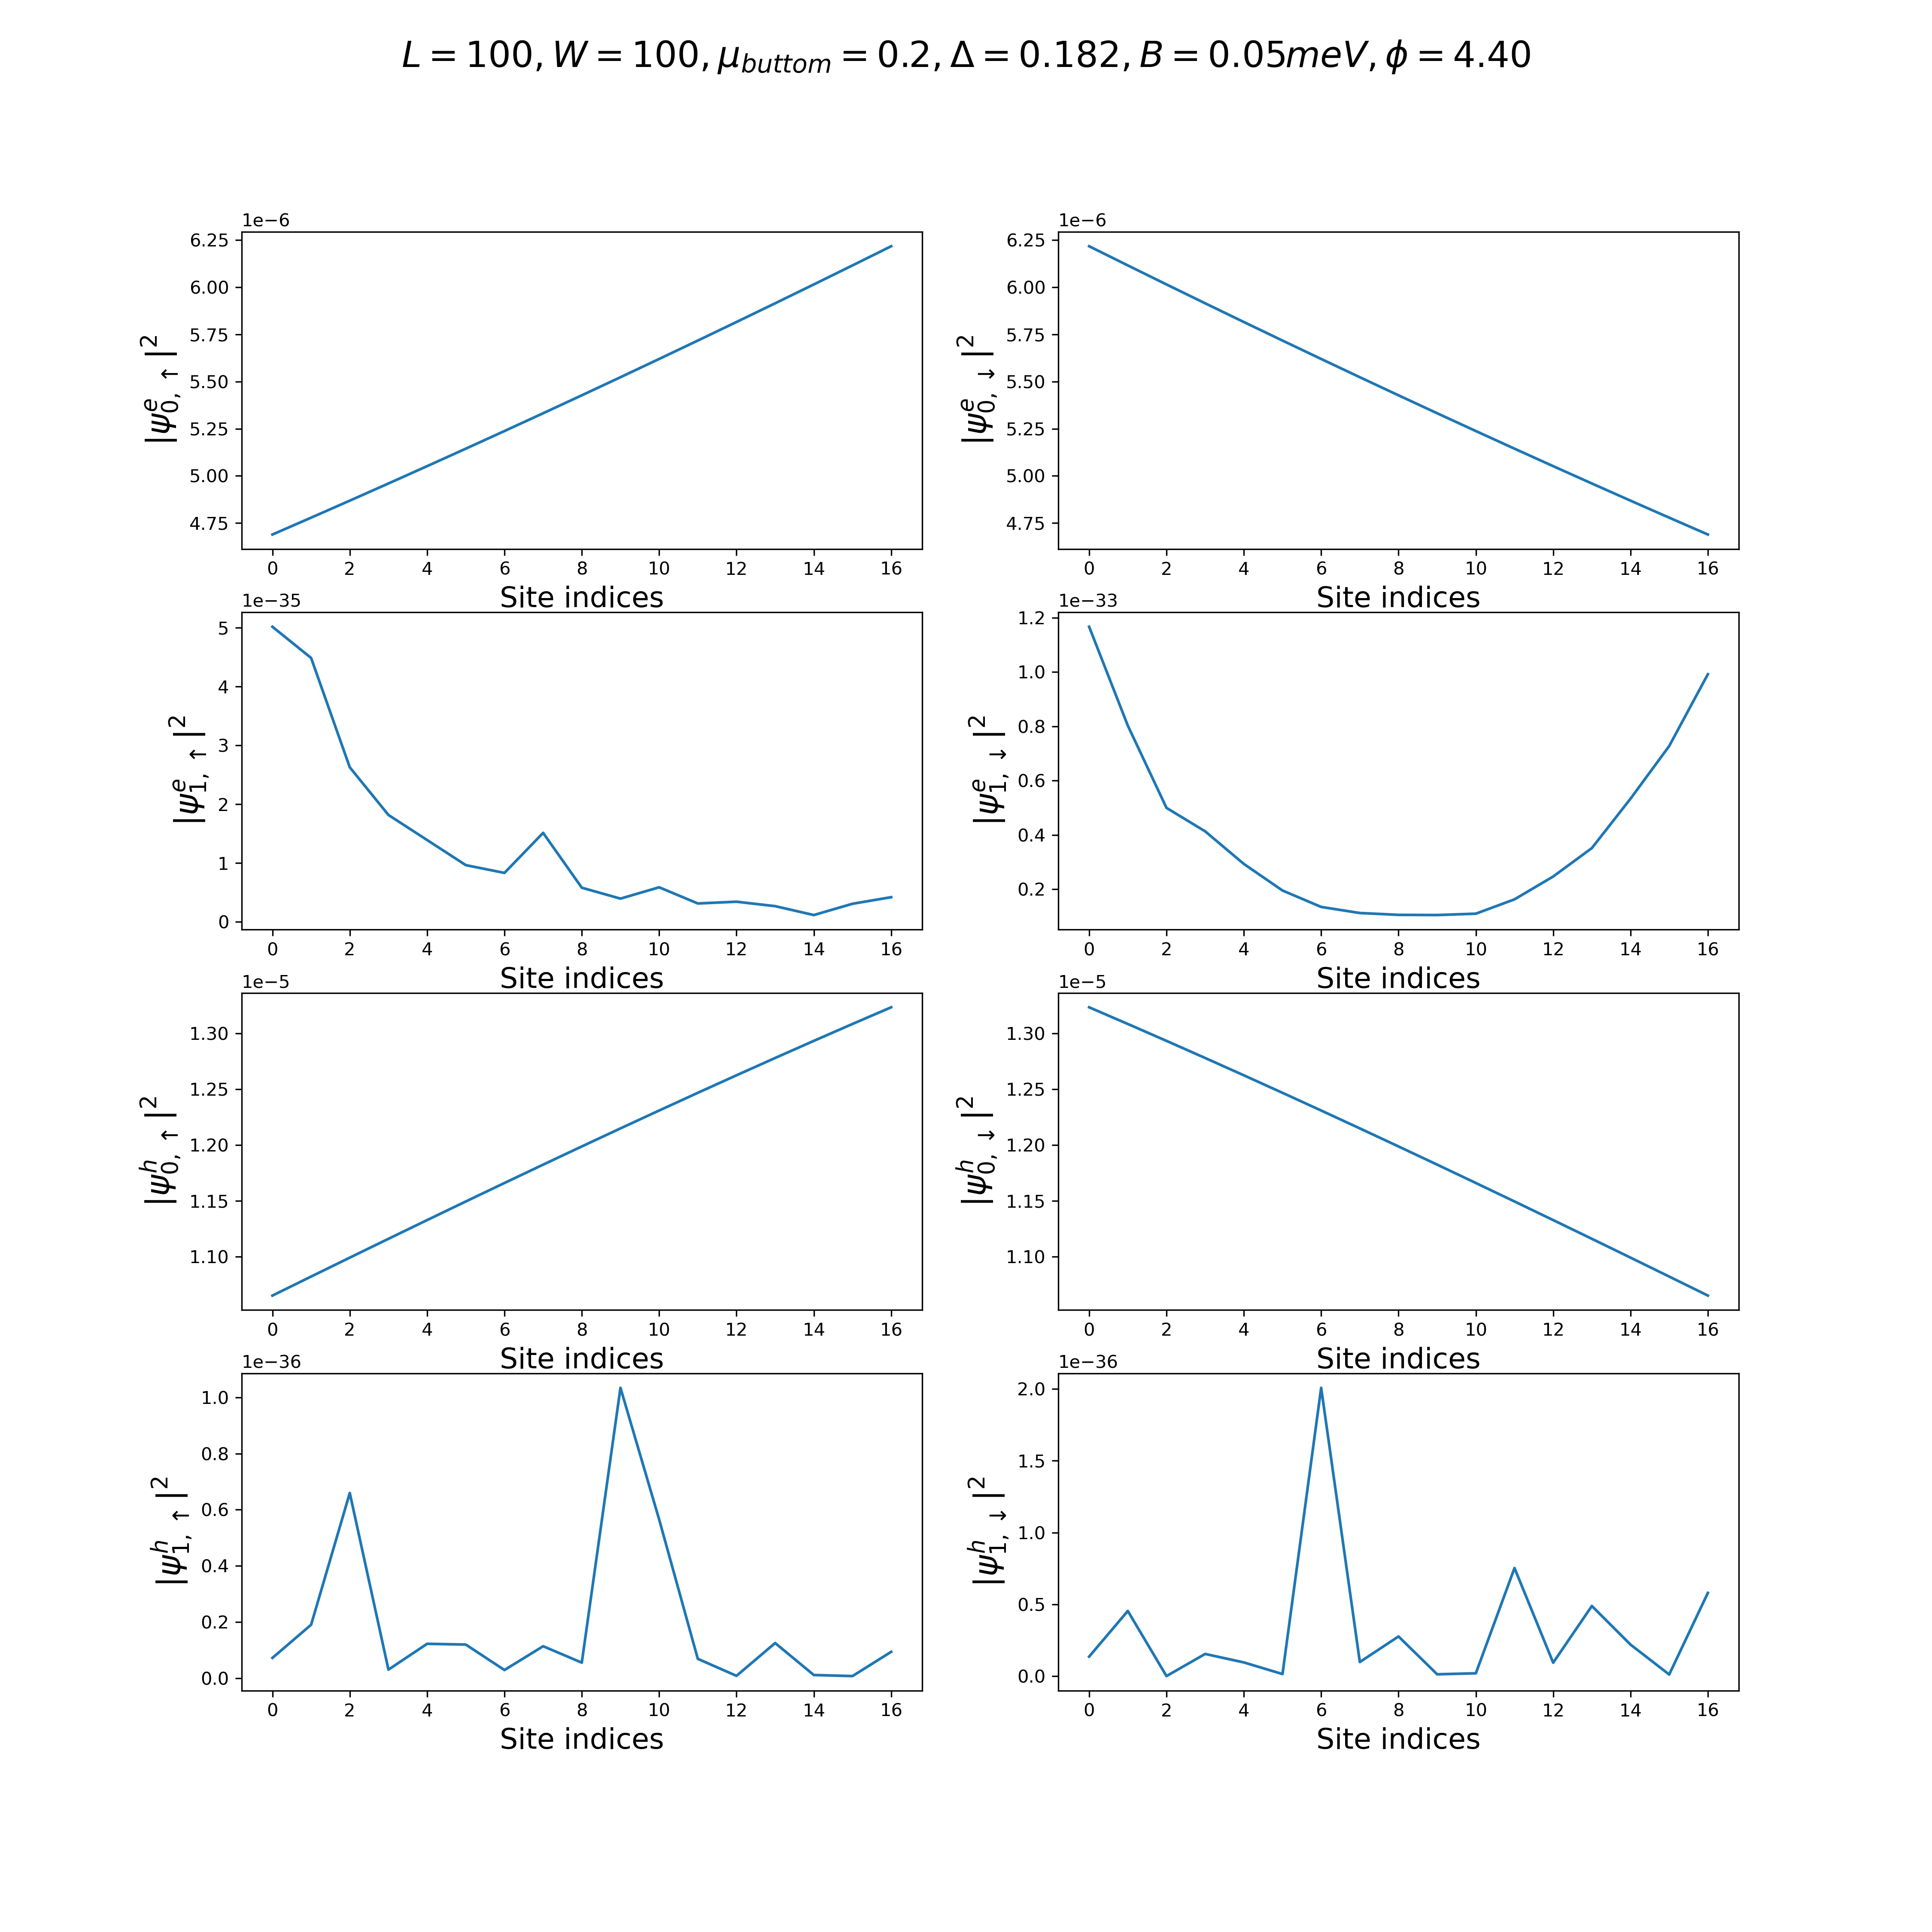 L = 100, W = 100, μ_buttom = 0.2, Δ = 0.182, B = 0.05meV, ϕ = 4.40
1e−6 1e−6
6.25 6.25
6.00 6.00
5.75 5.75
5.50 5.50
5.25 5.25
5.00 5.00
4.75 4.75
|ψ^e_{0,↑}|^2 |ψ^e_{0,↓}|^2
0 2 4 6 8 10 12 14 16 0 2 4 6 8 10 12 14 16
Site indices Site indices
1e−35 1e−33
5 1.2
4 1.0
3 0.8
2 0.6
1 0.4
0 0.2
|ψ^e_{1,↑}|^2 |ψ^e_{1,↓}|^2
0 2 4 6 8 10 12 14 16 0 2 4 6 8 10 12 14 16
Site indices Site indices
1e−5 1e−5
1.30 1.30
1.25 1.25
1.20 1.20
1.15 1.15
1.10 1.10
|ψ^h_{0,↑}|^2 |ψ^h_{0,↓}|^2
0 2 4 6 8 10 12 14 16 0 2 4 6 8 10 12 14 16
Site indices Site indices
1e−36 1e−36
1.0 2.0
0.8 1.5
0.6 1.0
0.4 0.5
0.2 0.0
0.0
|ψ^h_{1,↑}|^2 |ψ^h_{1,↓}|^2
0 2 4 6 8 10 12 14 16 0 2 4 6 8 10 12 14 16
Site indices Site indices